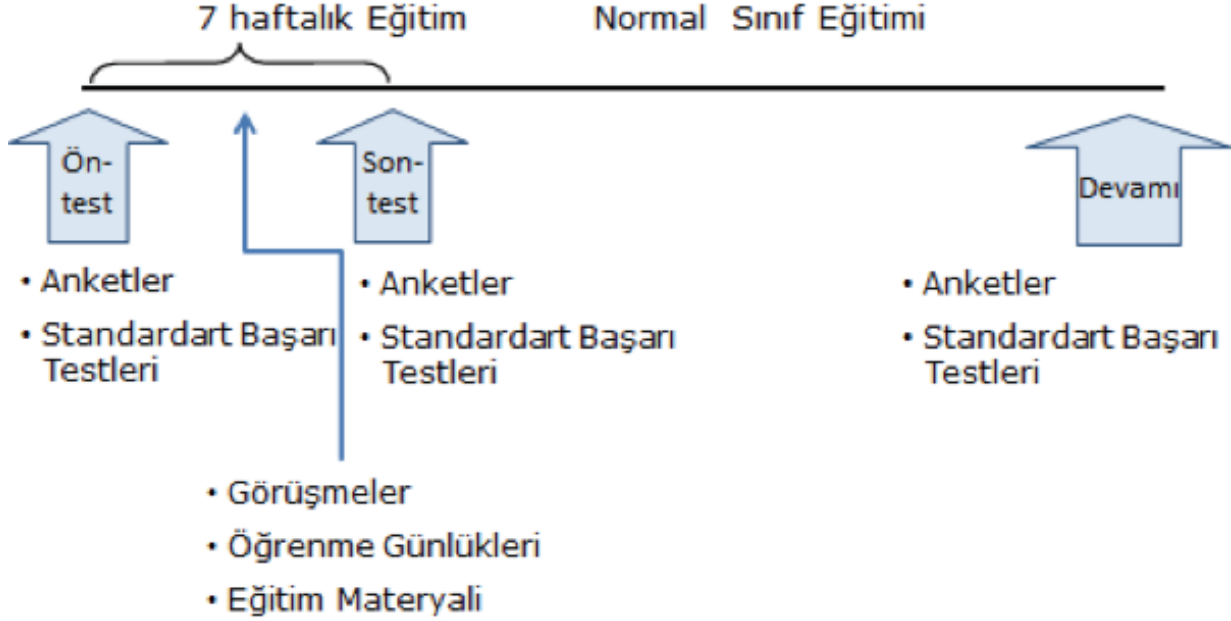 7 haftalık Eğitim
Normal Sınıf Eğitimi
Ön-
test
Son-
test
Devamı
• Anketler
• Standardart Başarı
Testleri
• Anketler
• Standardart Başarı
Testleri
• Anketler
• Standardart Başarı
Testleri
• Görüşmeler
• Öğrenme Günlükleri
• Eğitim Materyali